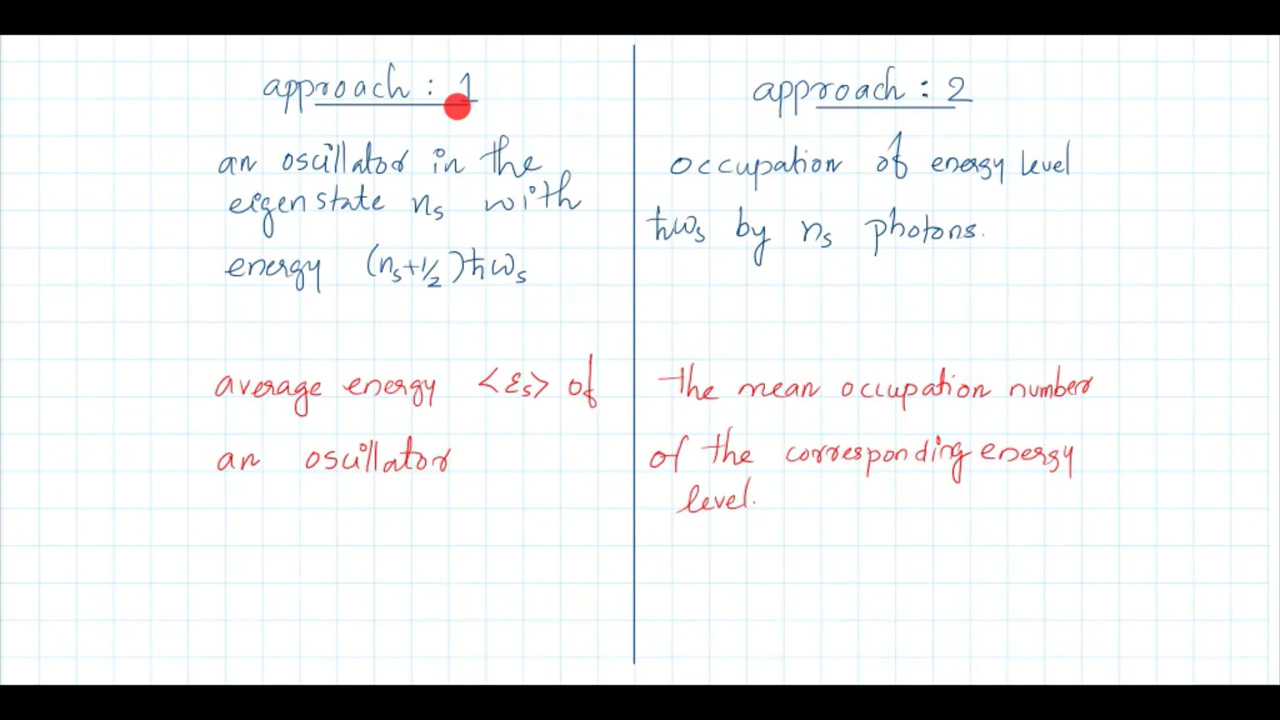 approach : 1
an oscillator in the
eigen state nₛ with
energy (nₛ+1/2)ħωₛ
average energy <εₛ> of
an oscillator
approach : 2
occupation of energy level
ħωₛ by nₛ photons.
the mean occupation number
of the corresponding energy
level.